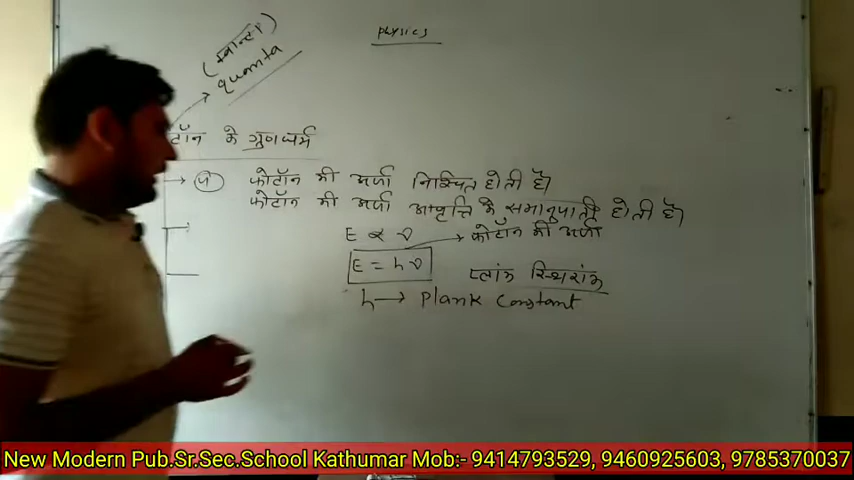 physics
(क्वान्टा)
quanta
टॉन के गुणधर्म
फोटॉन की ऊर्जा निश्चित होती है
फोटॉन की ऊर्जा आवृत्ति के समानुपाती होती है
E ∝ ν → फोटॉन की ऊर्जा
E = hν प्लांक स्थिरांक
h → Plank Constant
New Modern Pub.Sr.Sec.School Kathumar Mob:- 9414793529, 9460925603, 9785370037